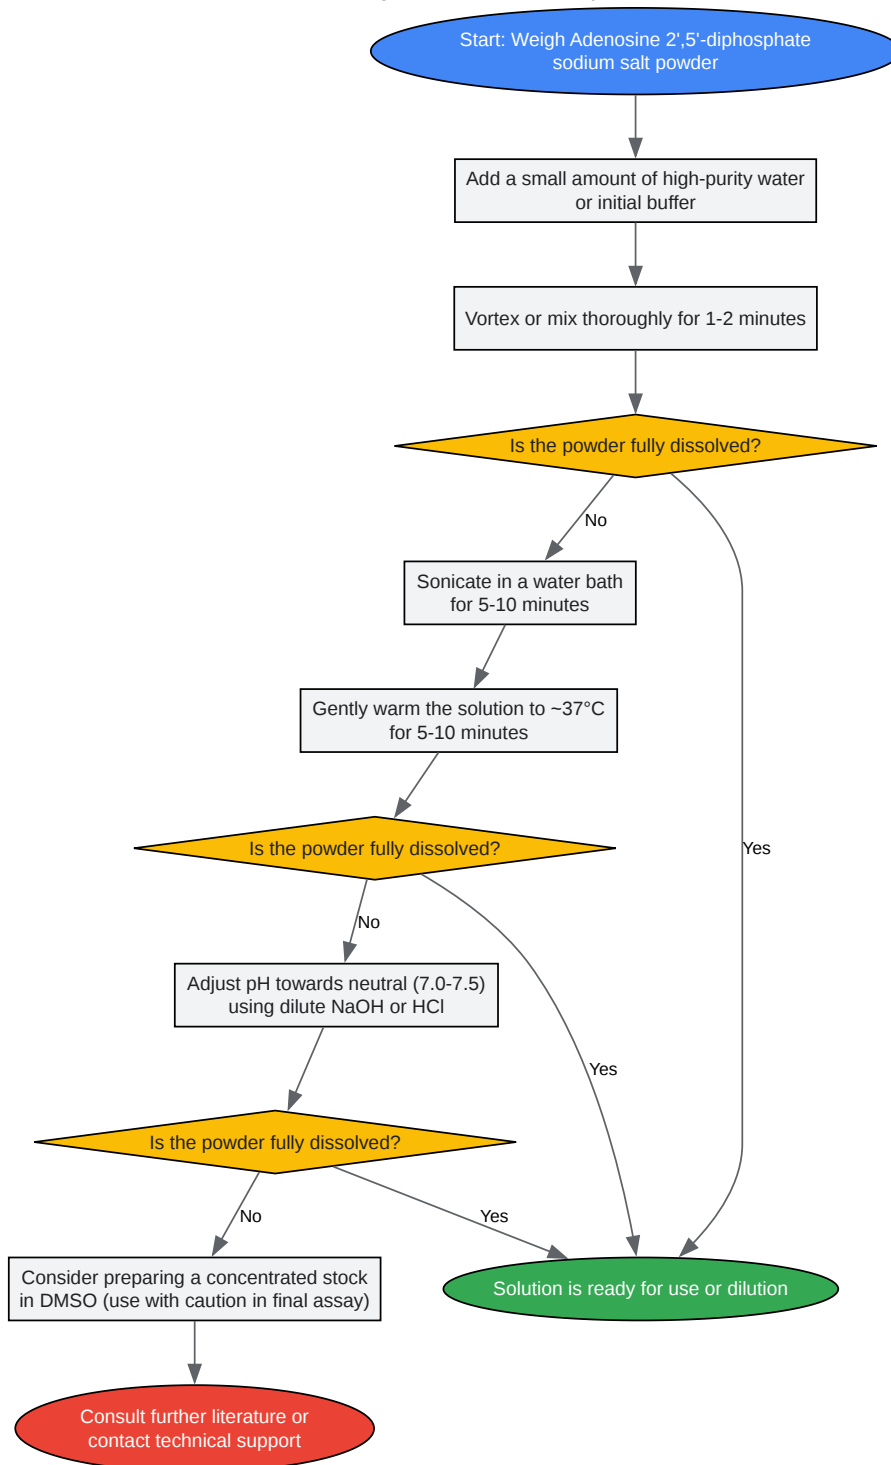 Start: Weigh Adenosine 2',5'-diphosphate
sodium salt powder
Add a small amount of high-purity water
or initial buffer
Vortex or mix thoroughly for 1-2 minutes
Is the powder fully dissolved?
No
Sonicate in a water bath
for 5-10 minutes
Gently warm the solution to ~37°C
for 5-10 minutes
Is the powder fully dissolved?
Yes
No
Adjust pH towards neutral (7.0-7.5)
using dilute NaOH or HCl
Yes
Is the powder fully dissolved?
No
Yes
Consider preparing a concentrated stock
in DMSO (use with caution in final assay)
Solution is ready for use or dilution
Consult further literature or
contact technical support